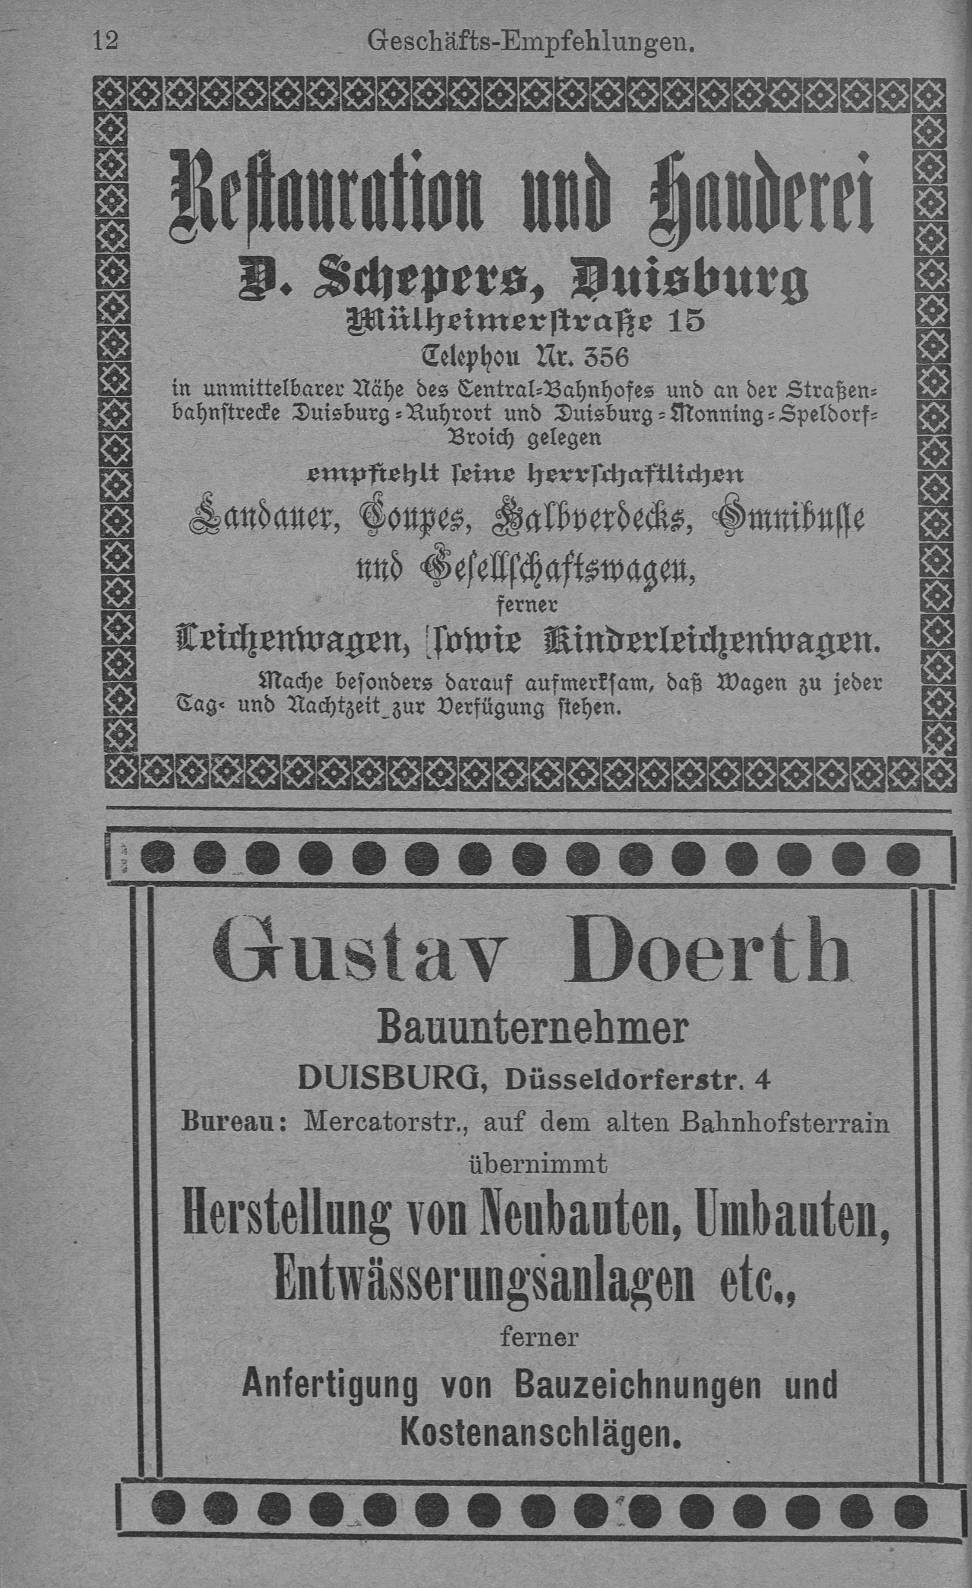 12
Geschäfts-Empfehlungen.
Restauration und Hauderei
D. Schepers, Duisburg
Mülheimerstraße 15
Telephon Nr. 356
in unmittelbarer Nähe des Central-Bahnhofes und an der Straßen-
bahnstrecke Duisburg-Ruhrort und Duisburg-Monning-Speldorf-
Broich gelegen
empfiehlt seine herrschaftlichen
Landauer, Coupes, Halbverdecks, Omnibusse
und Gesellschaftswagen,
ferner
Leichenwagen, sowie Kinderleichenwagen.
Mache besonders darauf aufmerksam, daß Wagen zu jeder
Tag- und Nachtzeit zur Verfügung stehen.
Gustav Doerth
Bauunternehmer
DUISBURG, Düsseldorferstr. 4
Bureau: Mercatorstr., auf dem alten Bahnhofsterrain
übernimmt
Herstellung von Neubauten, Umbauten,
Entwässerungsanlagen etc.,
ferner
Anfertigung von Bauzeichnungen und
Kostenanschlägen.